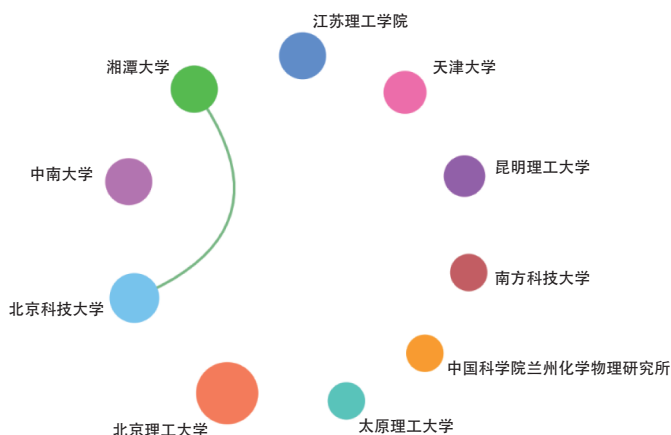 江苏理工学院
湘潭大学
天津大学
中南大学
昆明理工大学
南方科技大学
北京科技大学
中国科学院兰州化学物理研究所
北京理工大学
太原理工大学